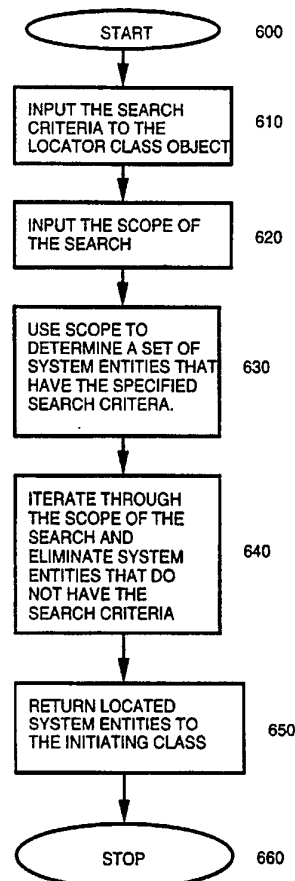 START
600
INPUT THE SEARCH
CRITERIA TO THE
LOCATOR CLASS OBJECT
610
INPUT THE SCOPE OF
THE SEARCH
620
USE SCOPE TO
DETERMINE A SET OF
SYSTEM ENTITIES THAT
HAVE THE SPECIFIED
SEARCH CRITERA.
630
ITERATE THROUGH
THE SCOPE OF THE
SEARCH AND
ELIMINATE SYSTEM
ENTITIES THAT DO
NOT HAVE THE
SEARCH CRITERIA
640
RETURN LOCATED
SYSTEM ENTITIES TO
THE INITIATING CLASS
650
STOP
660